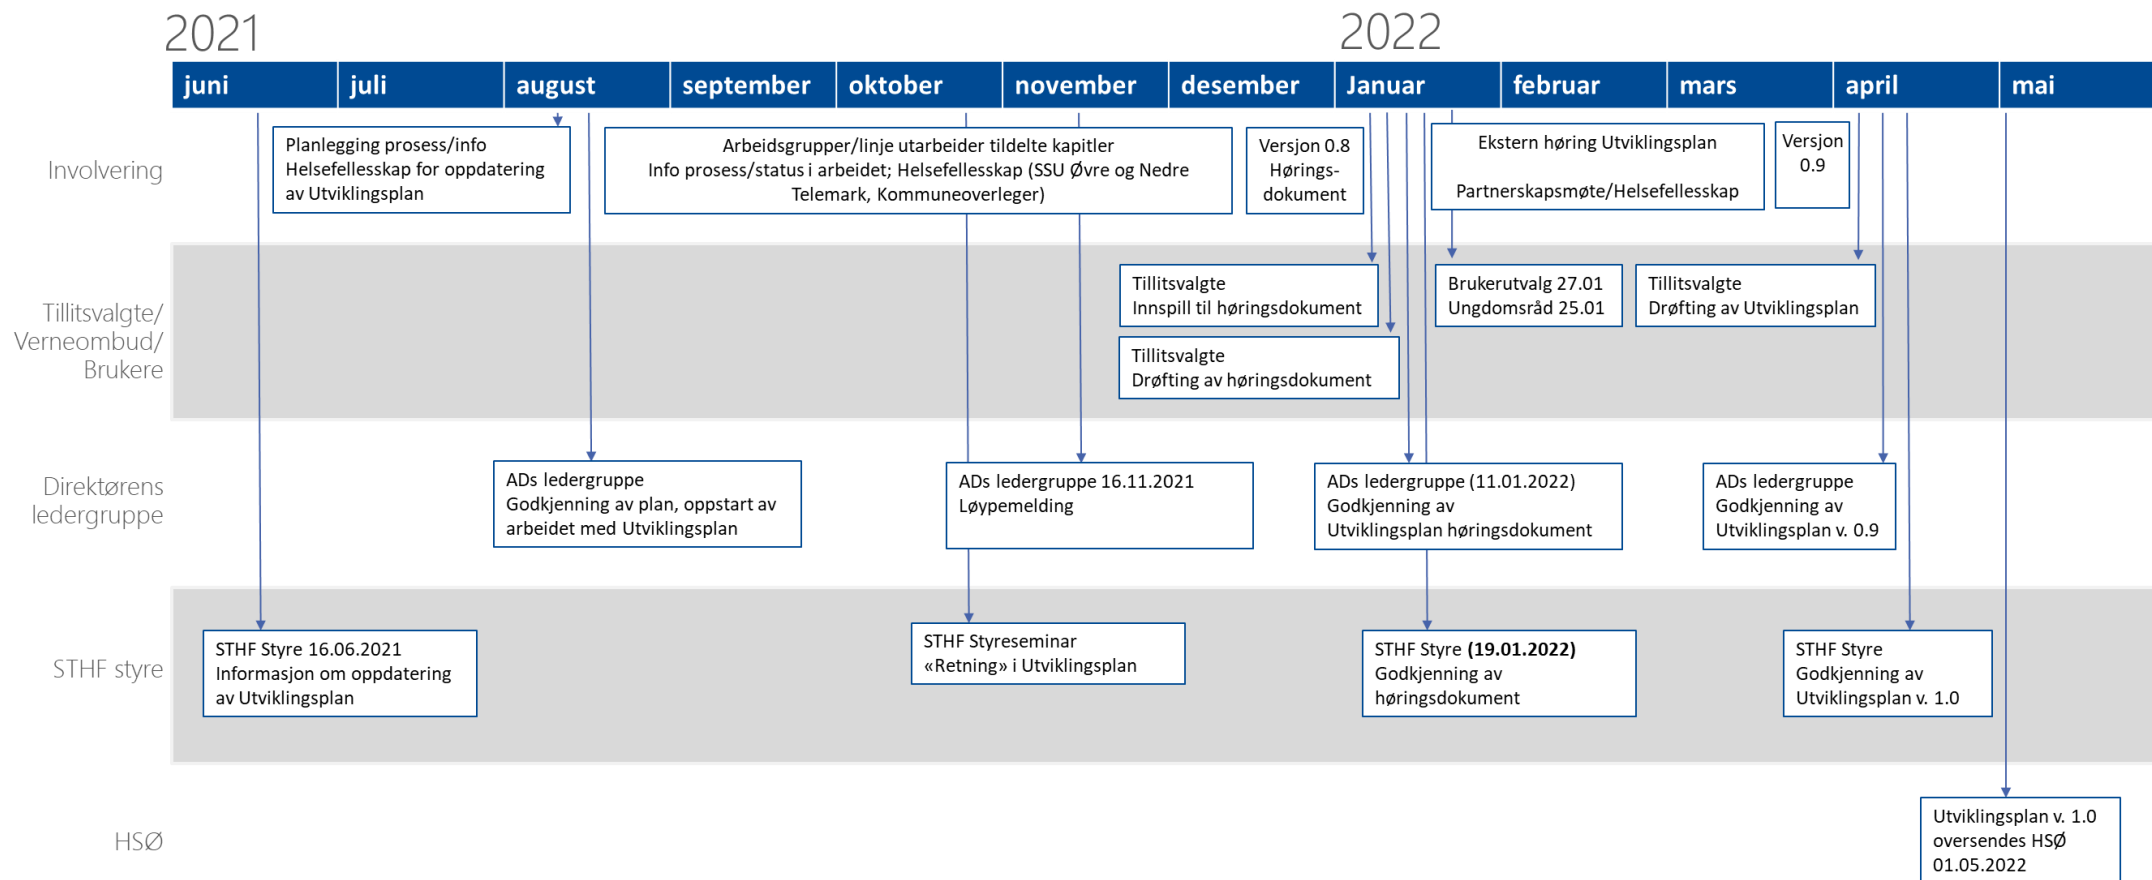 2021
2022
juni
juli
august
september
oktober
november
desember
Januar
februar
mars
april
mai
Involvering
Planlegging prosess/info
Helsefellesskap for oppdatering
av Utviklingsplan
Arbeidsgrupper/linje utarbeider tildelte kapitler
Info prosess/status i arbeidet; Helsefellesskap (SSU Øvre og Nedre
Telemark, Kommuneoverleger)
Versjon 0.8
Hørings-
dokument
Ekstern høring Utviklingsplan
Partnerskapsmøte/Helsefellesskap
Versjon
0.9
Tillitsvalgte/
Verneombud/
Brukere
Tillitsvalgte
Innspill til høringsdokument
Tillitsvalgte
Drøfting av høringsdokument
Brukerutvalg 27.01
Ungdomsråd 25.01
Tillitsvalgte
Drøfting av Utviklingsplan
Direktørens
ledergruppe
ADs ledergruppe
Godkjenning av plan, oppstart av
arbeidet med Utviklingsplan
ADs ledergruppe 16.11.2021
Løypemelding
ADs ledergruppe (11.01.2022)
Godkjenning av
Utviklingsplan høringsdokument
ADs ledergruppe
Godkjenning av
Utviklingsplan v. 0.9
STHF styre
STHF Styre 16.06.2021
Informasjon om oppdatering
av Utviklingsplan
STHF Styreseminar
«Retning» i Utviklingsplan
STHF Styre (19.01.2022)
Godkjenning av
høringsdokument
STHF Styre
Godkjenning av
Utviklingsplan v. 1.0
HSØ
Utviklingsplan v. 1.0
oversendes HSØ
01.05.2022